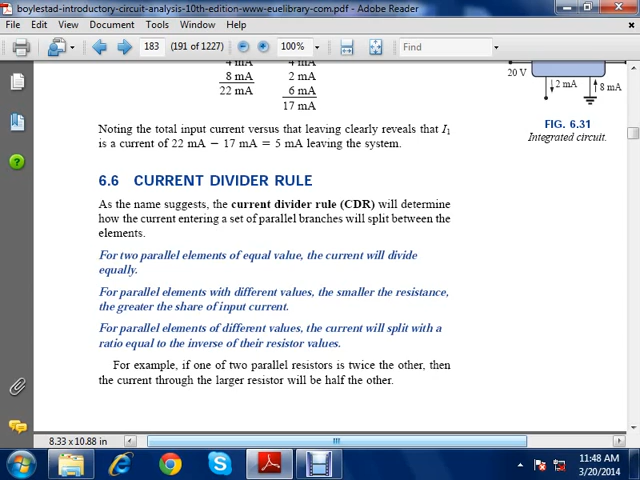 boylestad-introductory-circuit-analysis-10th-edition-www-euelibrary-com.pdf - Adobe Reader
File Edit View Document Tools Window Help
183 (191 of 1227) 100% Find
4 mA 4 mA
8 mA 2 mA
22 mA 6 mA
17 mA
20 V
2 mA 8 mA
FIG. 6.31
Integrated circuit.
Noting the total input current versus that leaving clearly reveals that I₁
is a current of 22 mA − 17 mA = 5 mA leaving the system.
6.6 CURRENT DIVIDER RULE
As the name suggests, the current divider rule (CDR) will determine
how the current entering a set of parallel branches will split between the
elements.
For two parallel elements of equal value, the current will divide
equally.
For parallel elements with different values, the smaller the resistance,
the greater the share of input current.
For parallel elements of different values, the current will split with a
ratio equal to the inverse of their resistor values.
For example, if one of two parallel resistors is twice the other, then
the current through the larger resistor will be half the other.
8.33 x 10.88 in
11:48 AM
3/20/2014